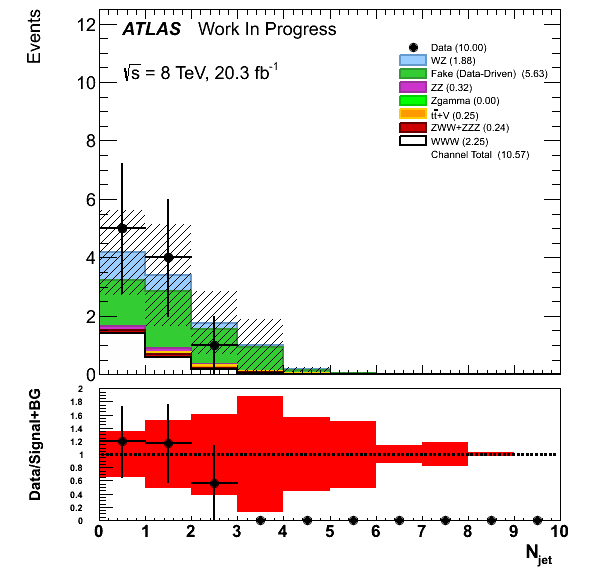 Events
12
10
8
6
4
2
0
ATLAS Work In Progress
√s = 8 TeV, 20.3 fb-1
Data (10.00)
WZ (1.88)
Fake (Data-Driven) (5.63)
ZZ (0.32)
Zgamma (0.00)
tt̄+V (0.25)
ZWW+ZZZ (0.24)
WWW (2.25)
Channel Total (10.57)
Data/Signal+BG
2
1.8
1.6
1.4
1.2
1
0.8
0.6
0.4
0.2
0
0 1 2 3 4 5 6 7 8 9 10
Njet